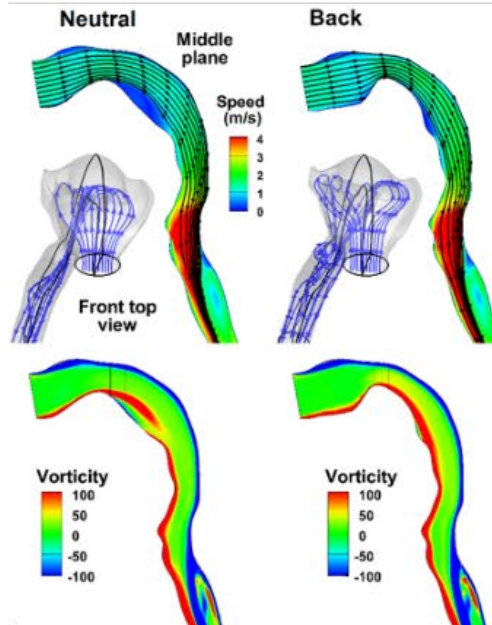 Neutral
Back
Middle
plane
Speed
(m/s)
4
3
2
1
0
Front top
view
Vorticity
100
50
0
-50
-100
Vorticity
100
50
0
-50
-100